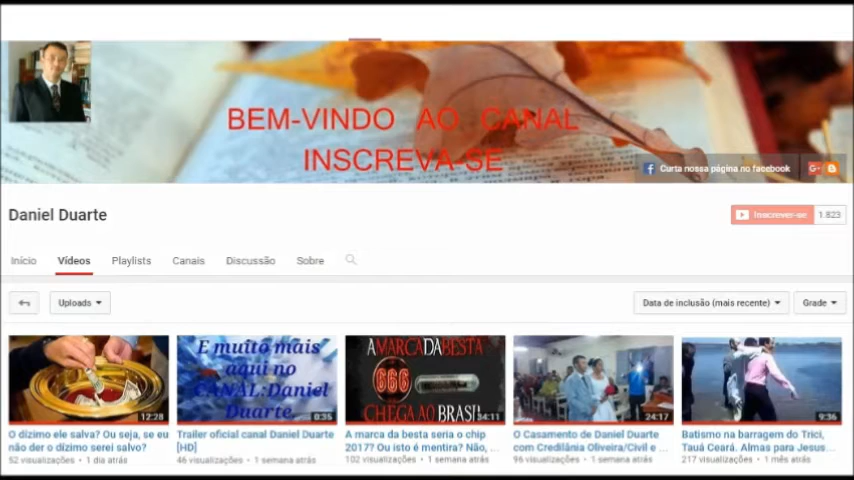 BEM-VINDO AO CANAL
INSCREVA-SE
Curta nossa página no facebook
G+
Daniel Duarte
Inscrever-se 1.823
Início Vídeos Playlists Canais Discussão Sobre
Uploads Data de inclusão (mais recente) Grade
E muito mais
aqui no
CANAL:Daniel
Duarte.
A MARCA DA BESTA
666
CHEGA AO BRASIL
12:28 0:35 34:11 24:17 9:36
O dízimo ele salva? Ou seja, se eu
não der o dízimo serei salvo?
52 visualizações • 1 dia atrás
Trailer oficial canal Daniel Duarte
[HD]
46 visualizações • 1 semana atrás
A marca da besta seria o chip
2017? Ou isto é mentira? Não, ...
102 visualizações • 1 semana atrás
O Casamento de Daniel Duarte
com Credilânia Oliveira/Civil e ...
96 visualizações • 1 semana atrás
Batismo na barragem do Trici,
Tauá Ceará. Almas para Jesus...
217 visualizações • 1 mês atrás